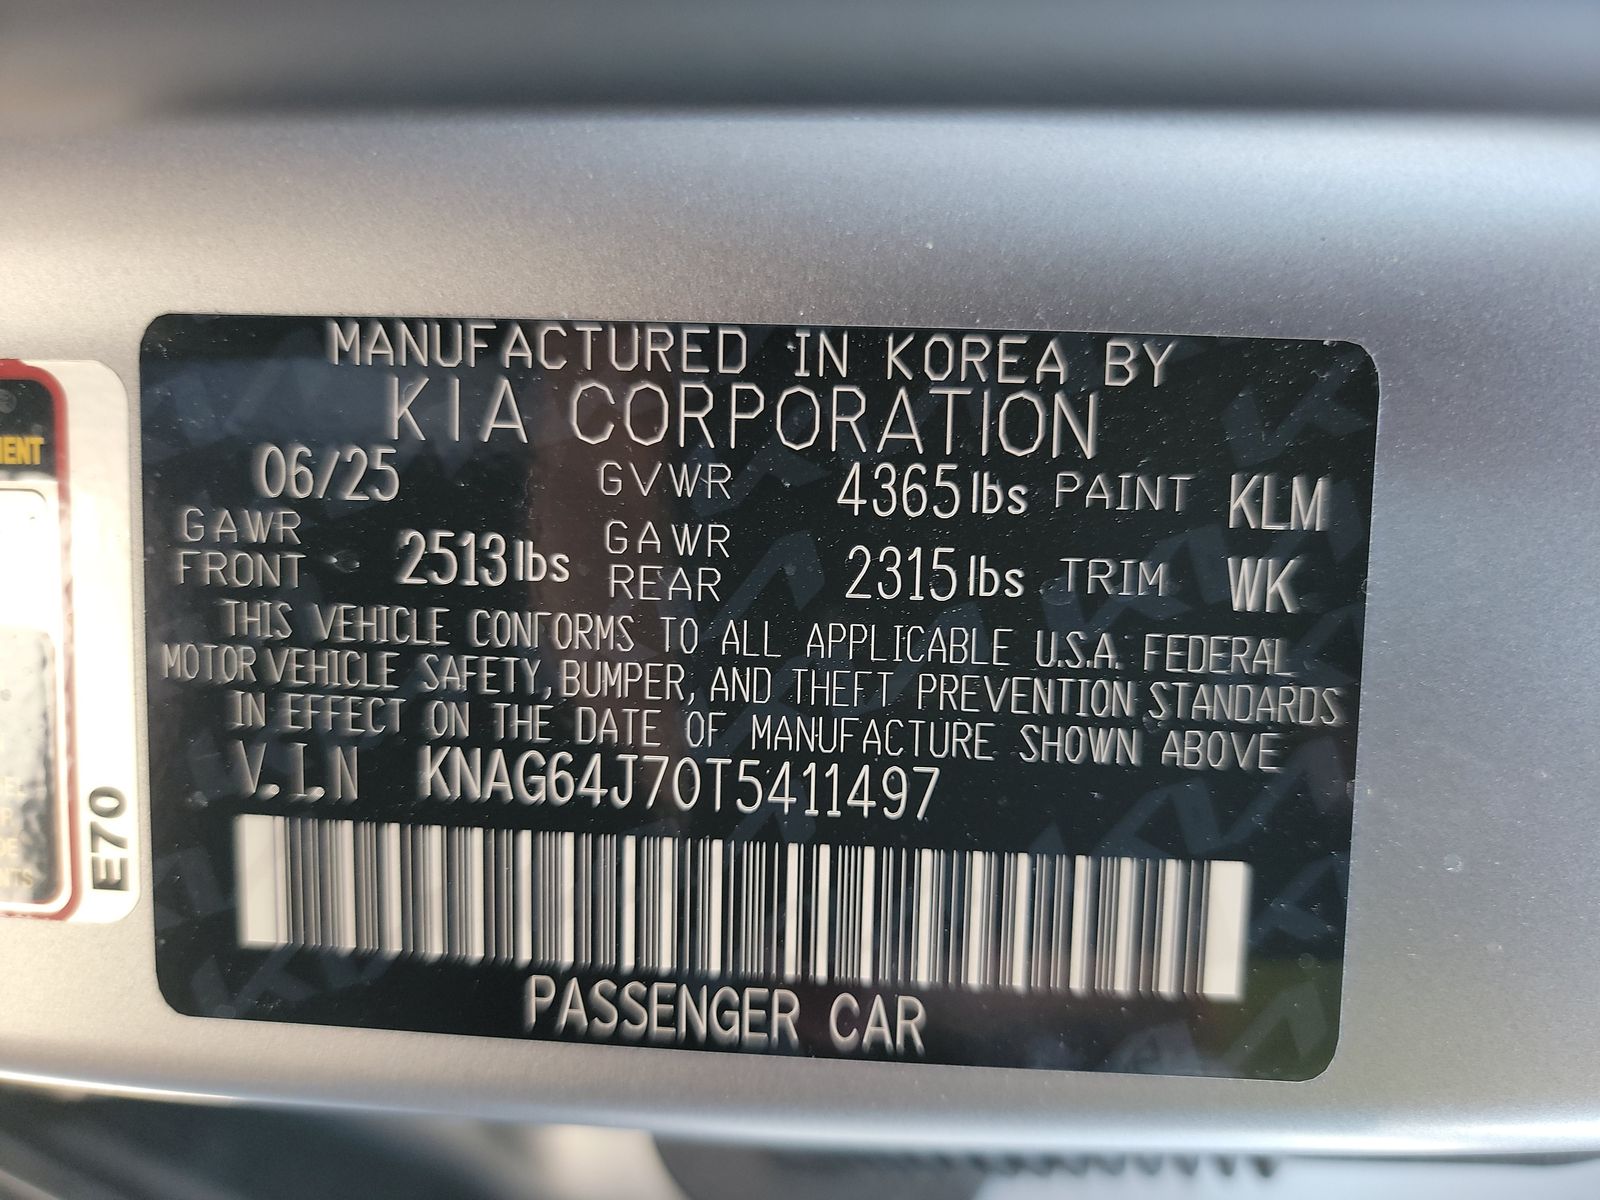 MANUFACTURED IN KOREA BY
KIA CORPORATION
06/25 GVWR 4365 lbs PAINT KLM
GAWR FRONT 2513 lbs GAWR REAR 2315 lbs TRIM WK
THIS VEHICLE CONFORMS TO ALL APPLICABLE U.S.A. FEDERAL
MOTOR VEHICLE SAFETY, BUMPER, AND THEFT PREVENTION STANDARDS
IN EFFECT ON THE DATE OF MANUFACTURE SHOWN ABOVE
V.I.N KNAG64J70T5411497
PASSENGER CAR
E70